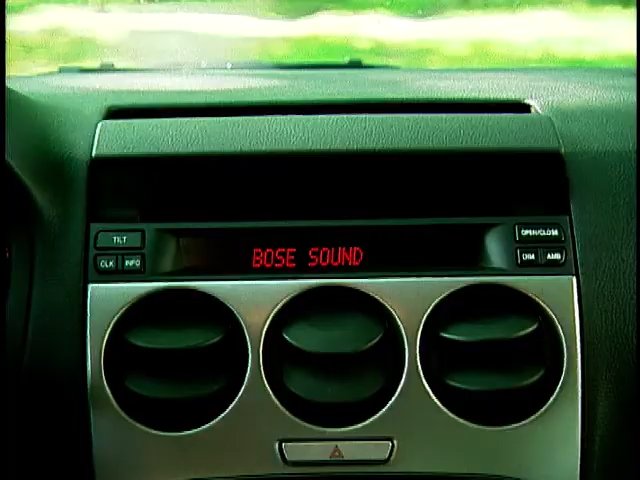 TILT
OPEN/CLOSE
CLK INFO
BOSE SOUND
DIM AMB